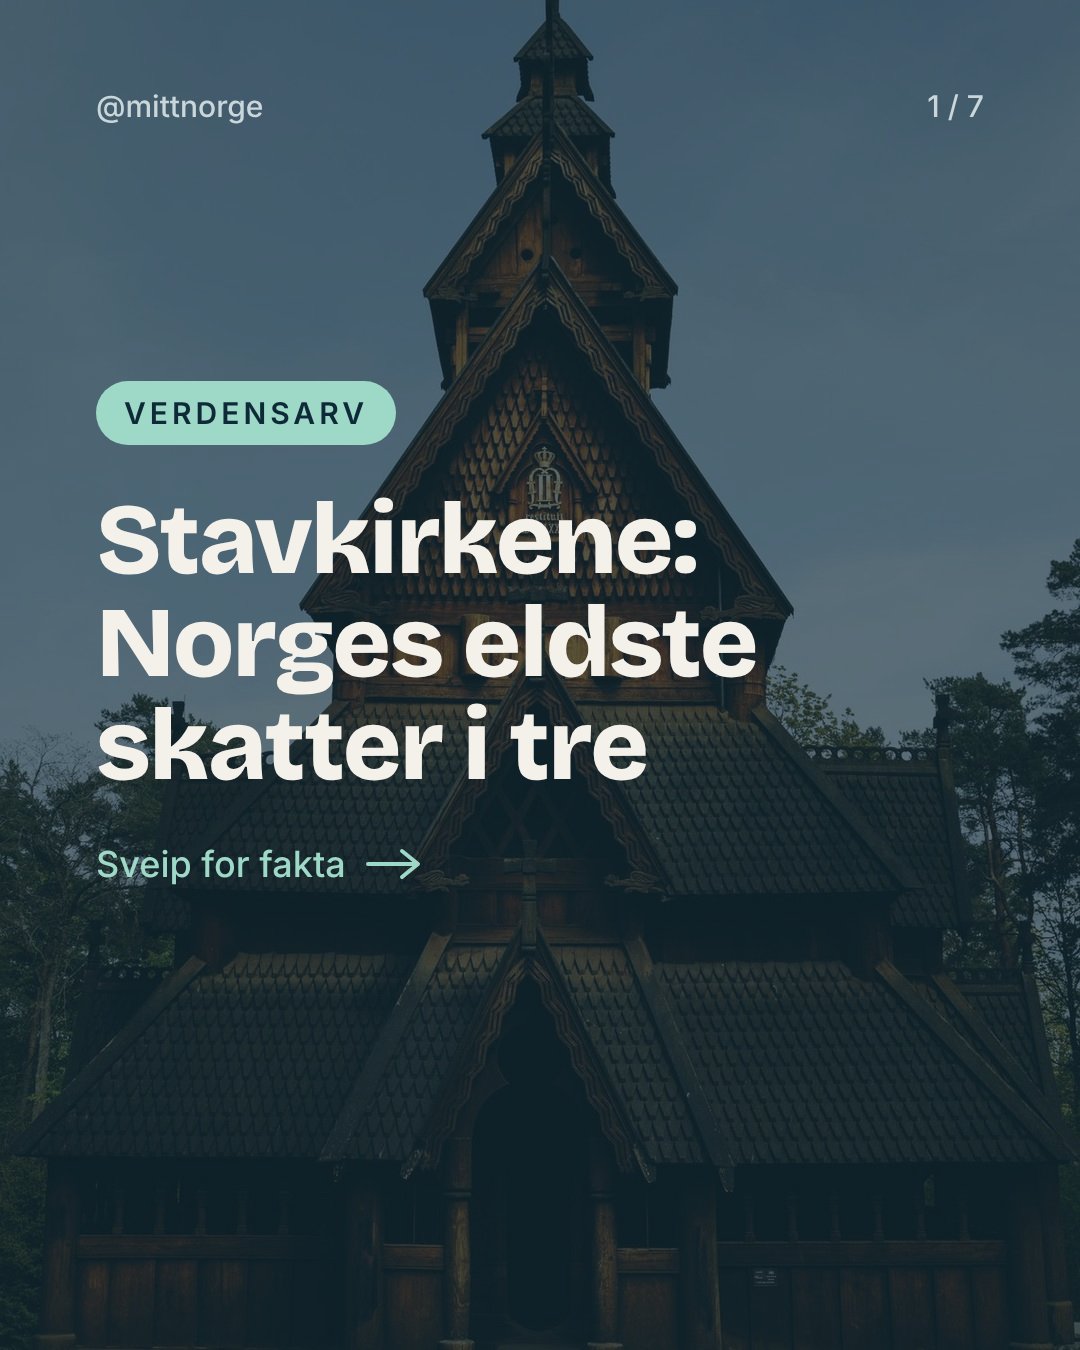 @mittnorge
1 / 7
VERDENSARV
Stavkirkene:
Norges eldste
skatter i tre
Sveip for fakta